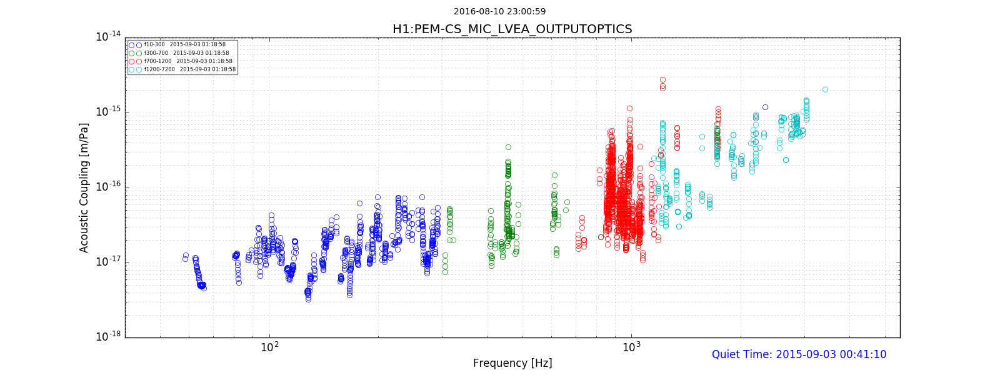 2016-08-10 23:00:59
H1:PEM-CS_MIC_LVEA_OUTPUTOPTICS
10^-14
f10-300 2015-09-03 01:18:58
f300-700 2015-09-03 01:18:58
f700-1200 2015-09-03 01:18:58
f1200-7200 2015-09-03 01:18:58
10^-15
10^-16
10^-17
10^-18
Acoustic Coupling [m/Pa]
10^2
10^3
Frequency [Hz]
Quiet Time: 2015-09-03 00:41:10